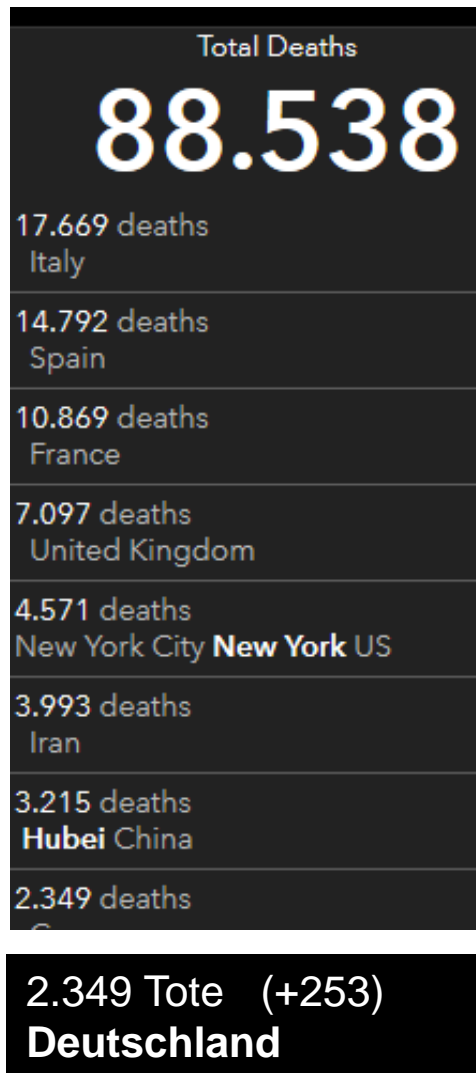 Total Deaths
88.538
17.669 deaths
Italy
14.792 deaths
Spain
10.869 deaths
France
7.097 deaths
United Kingdom
4.571 deaths
New York City New York US
3.993 deaths
Iran
3.215 deaths
Hubei China
2.349 deaths
2.349 Tote (+253)
Deutschland